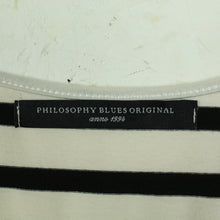 PHILOSOPHY BLUES ORIGINAL
anno 1994